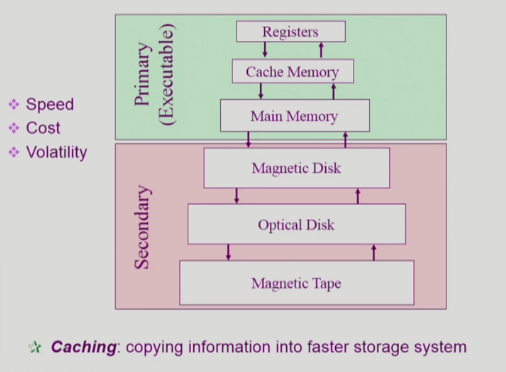 Primary
(Executable)
Registers
Cache Memory
Main Memory
Speed
Cost
Volatility
Secondary
Magnetic Disk
Optical Disk
Magnetic Tape
Caching: copying information into faster storage system